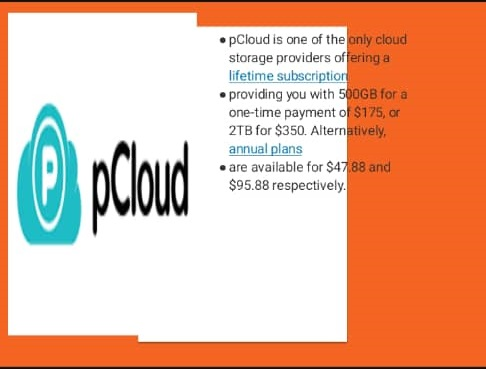 P
pCloud
• pCloud is one of the only cloud
storage providers offering a
lifetime subscription
• providing you with 500GB for a
one-time payment of $175, or
2TB for $350. Alternatively,
annual plans
• are available for $47.88 and
$95.88 respectively.